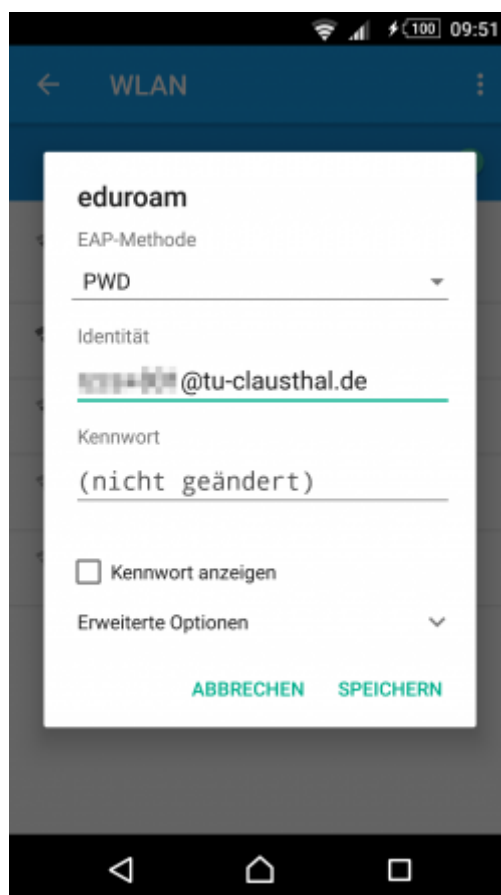 100 09:51
WLAN
eduroam
EAP-Methode
PWD
Identität
@tu-clausthal.de
Kennwort
(nicht geändert)
Kennwort anzeigen
Erweiterte Optionen
ABBRECHEN SPEICHERN